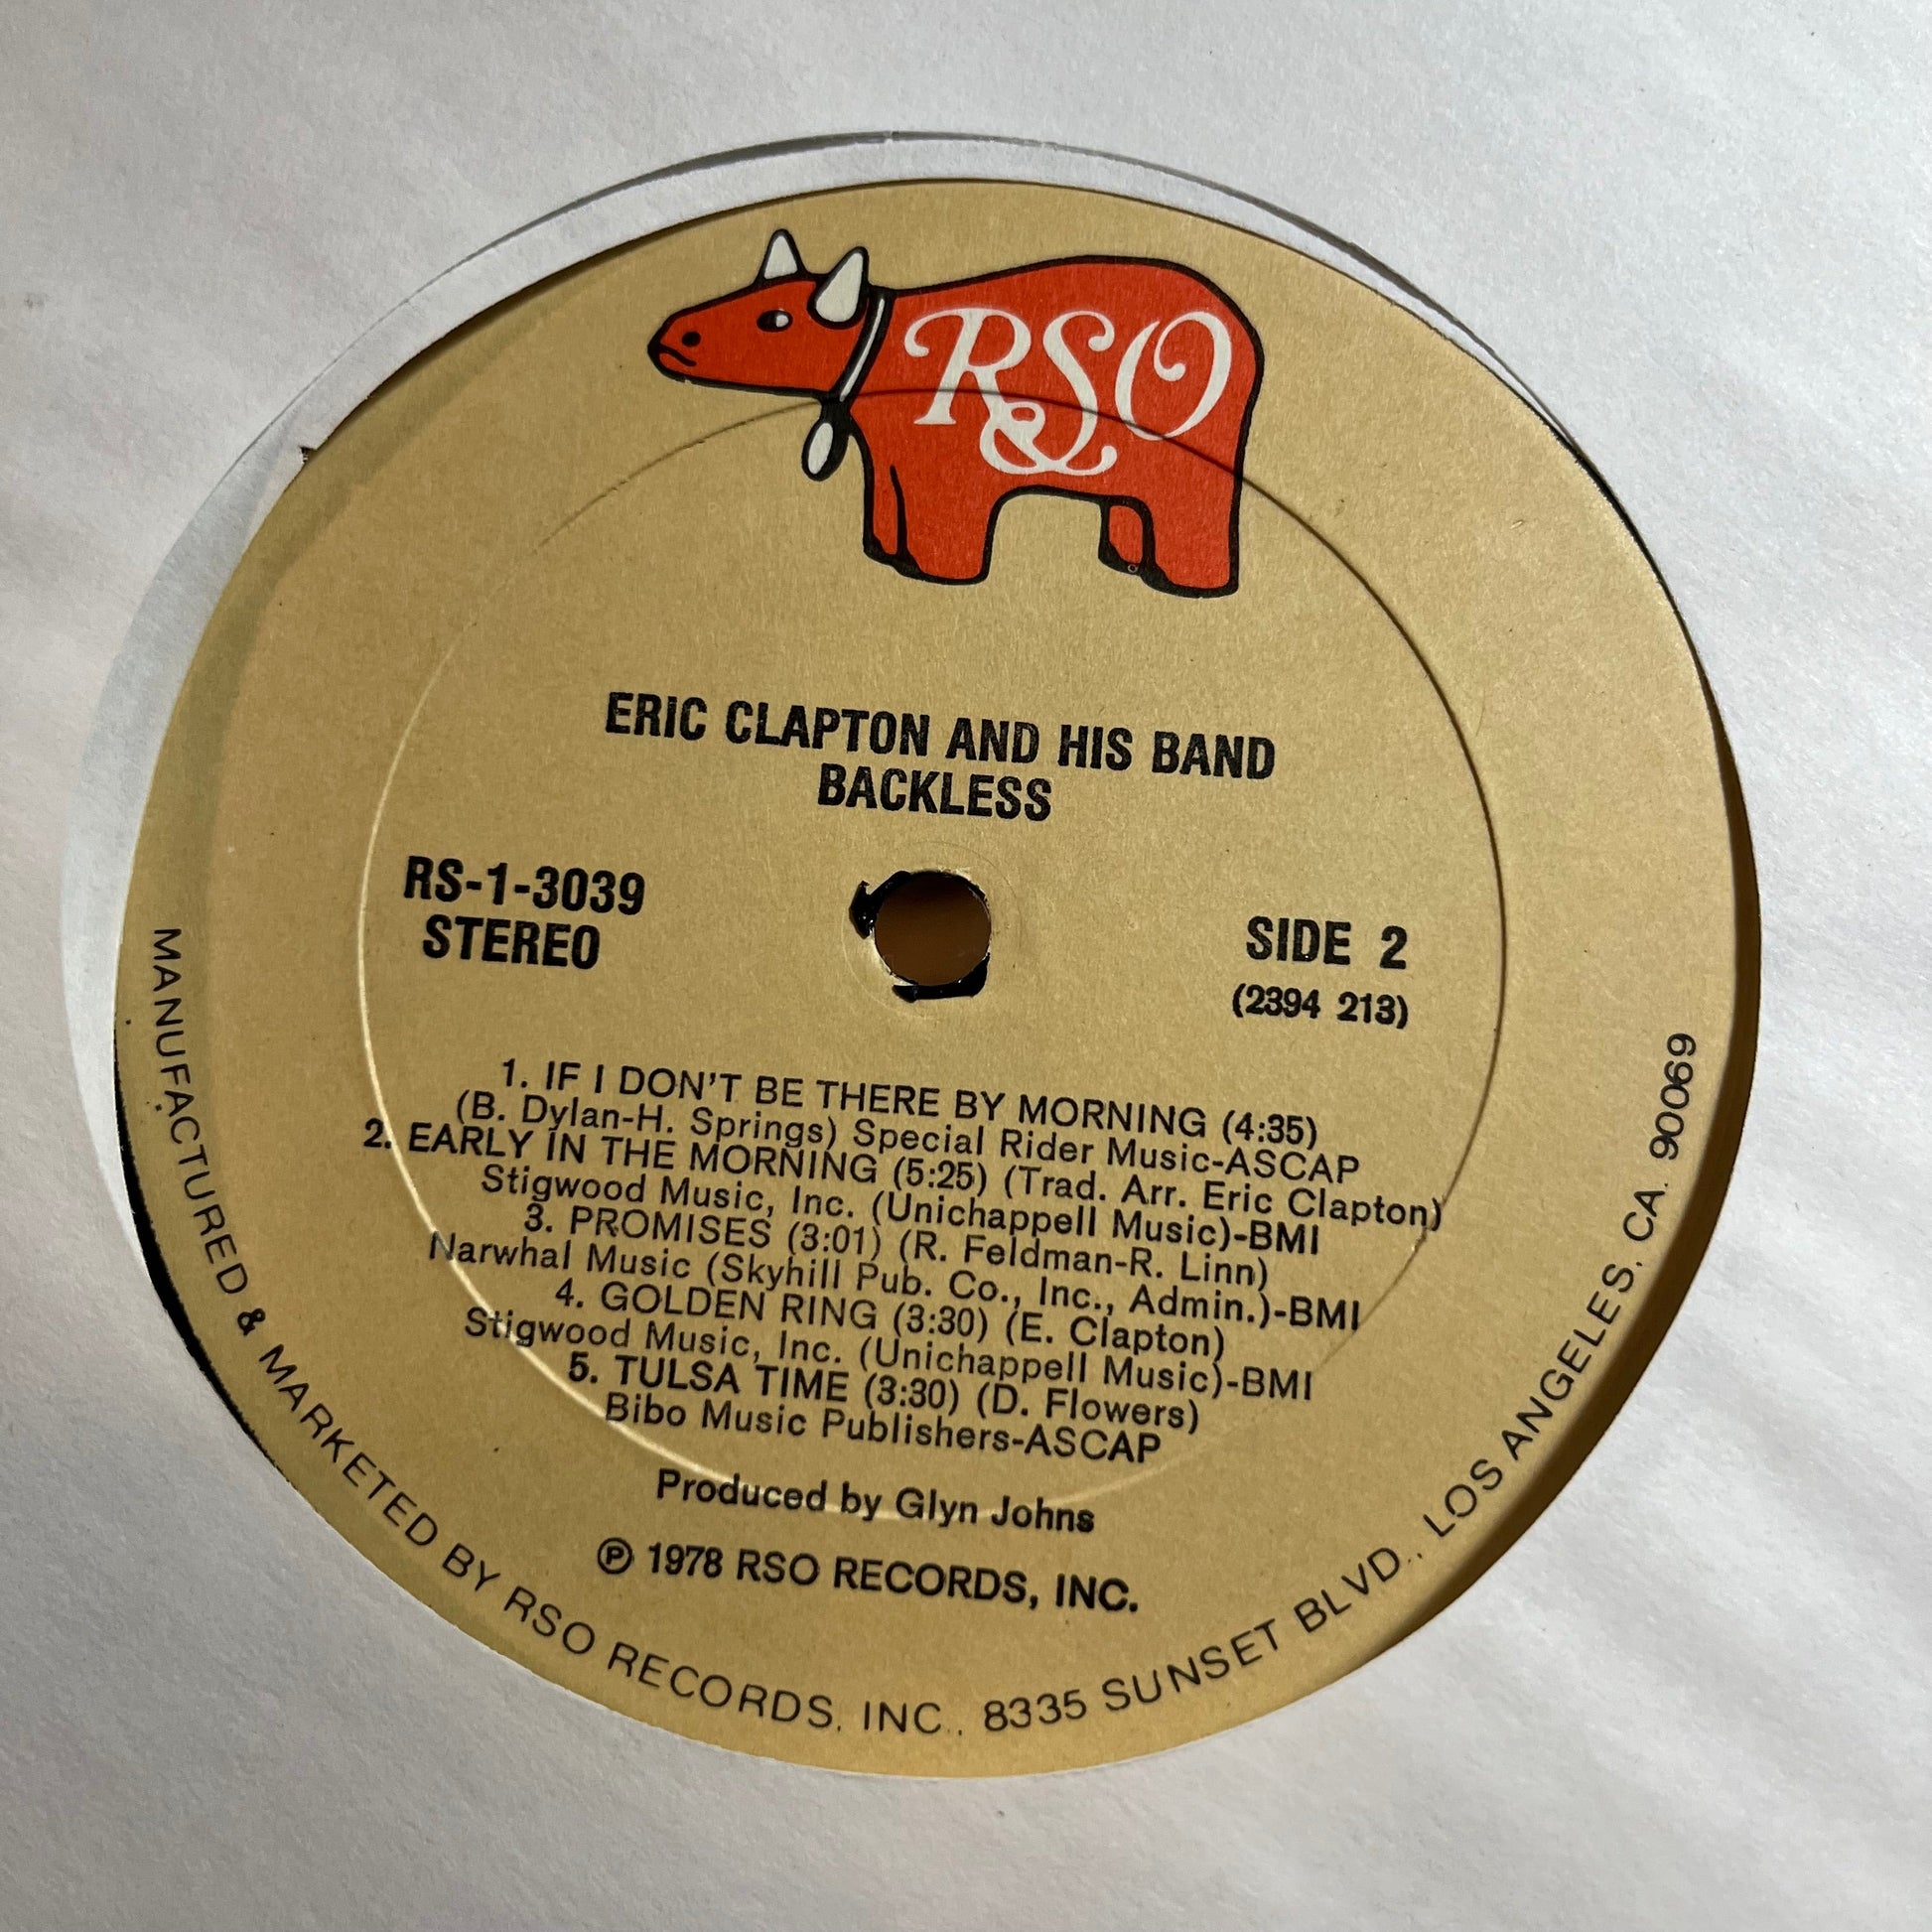 RSO
ERIC CLAPTON AND HIS BAND
BACKLESS
RS-1-3039
STEREO
SIDE 2
(2394 213)
1. IF I DON'T BE THERE BY MORNING (4:35)
(B. Dylan-H. Springs) Special Rider Music-ASCAP
2. EARLY IN THE MORNING (5:25) (Trad. Arr. Eric Clapton)
Stigwood Music, Inc. (Unichappell Music)-BMI
3. PROMISES (3:01) (R. Feldman-R. Linn)
Narwhal Music (Skyhill Pub. Co., Inc., Admin.)-BMI
4. GOLDEN RING (3:30) (E. Clapton)
Stigwood Music, Inc. (Unichappell Music)-BMI
5. TULSA TIME (3:30) (D. Flowers)
Bibo Music Publishers-ASCAP
Produced by Glyn Johns
℗ 1978 RSO RECORDS, INC.
MANUFACTURED & MARKETED BY RSO RECORDS, INC., 8335 SUNSET BLVD., LOS ANGELES, CA. 90069